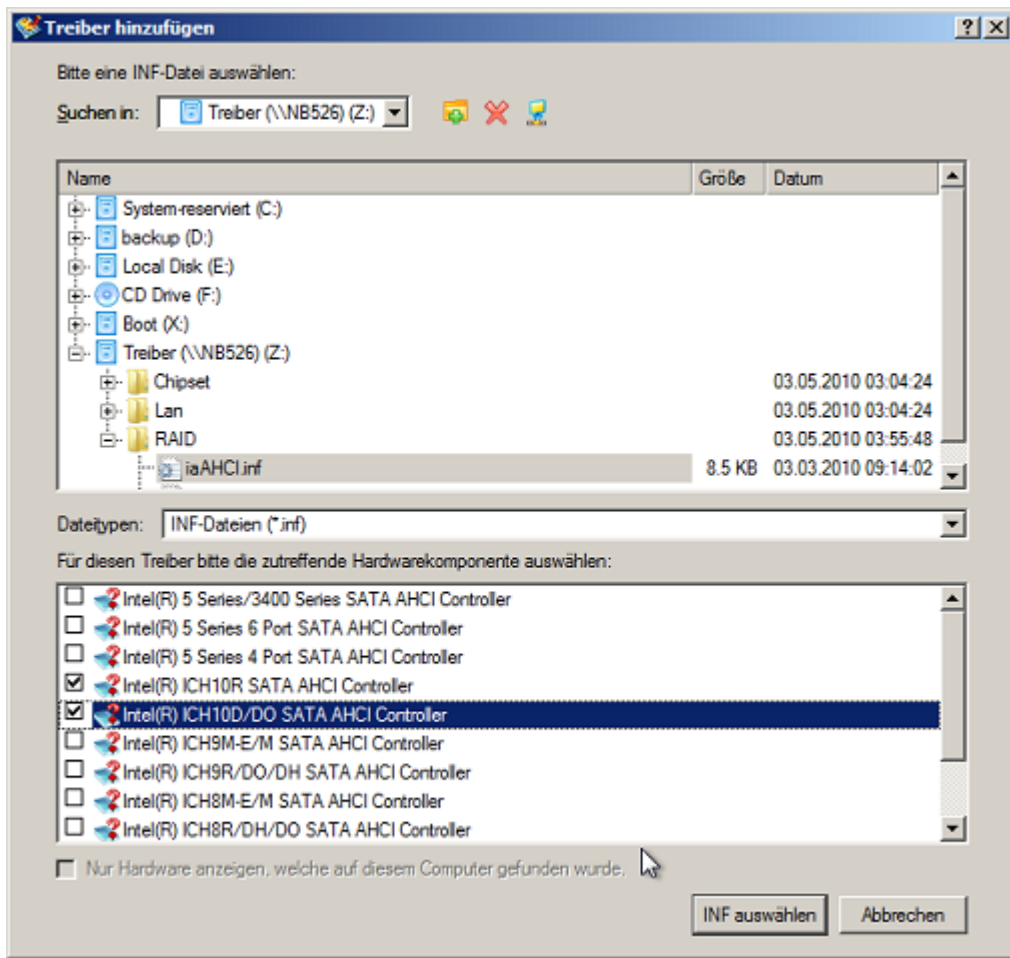 Treiber hinzufügen
Bitte eine INF-Datei auswählen:
Suchen in: Treiber (\\NB526) (Z:)
Name Größe Datum
System-reserviert (C:)
backup (D:)
Local Disk (E:)
CD Drive (F:)
Boot (X:)
Treiber (\\NB526) (Z:)
Chipset 03.05.2010 03:04:24
Lan 03.05.2010 03:04:24
RAID 03.05.2010 03:55:48
iaAHCI.inf 8.5 KB 03.03.2010 09:14:02
Dateitypen: INF-Dateien (*.inf)
Für diesen Treiber bitte die zutreffende Hardwarekomponente auswählen:
Intel(R) 5 Series/3400 Series SATA AHCI Controller
Intel(R) 5 Series 6 Port SATA AHCI Controller
Intel(R) 5 Series 4 Port SATA AHCI Controller
Intel(R) ICH10R SATA AHCI Controller
Intel(R) ICH10D/DO SATA AHCI Controller
Intel(R) ICH9M-E/M SATA AHCI Controller
Intel(R) ICH9R/DO/DH SATA AHCI Controller
Intel(R) ICH8M-E/M SATA AHCI Controller
Intel(R) ICH8R/DH/DO SATA AHCI Controller
Nur Hardware anzeigen, welche auf diesem Computer gefunden wurde.
INF auswählen Abbrechen